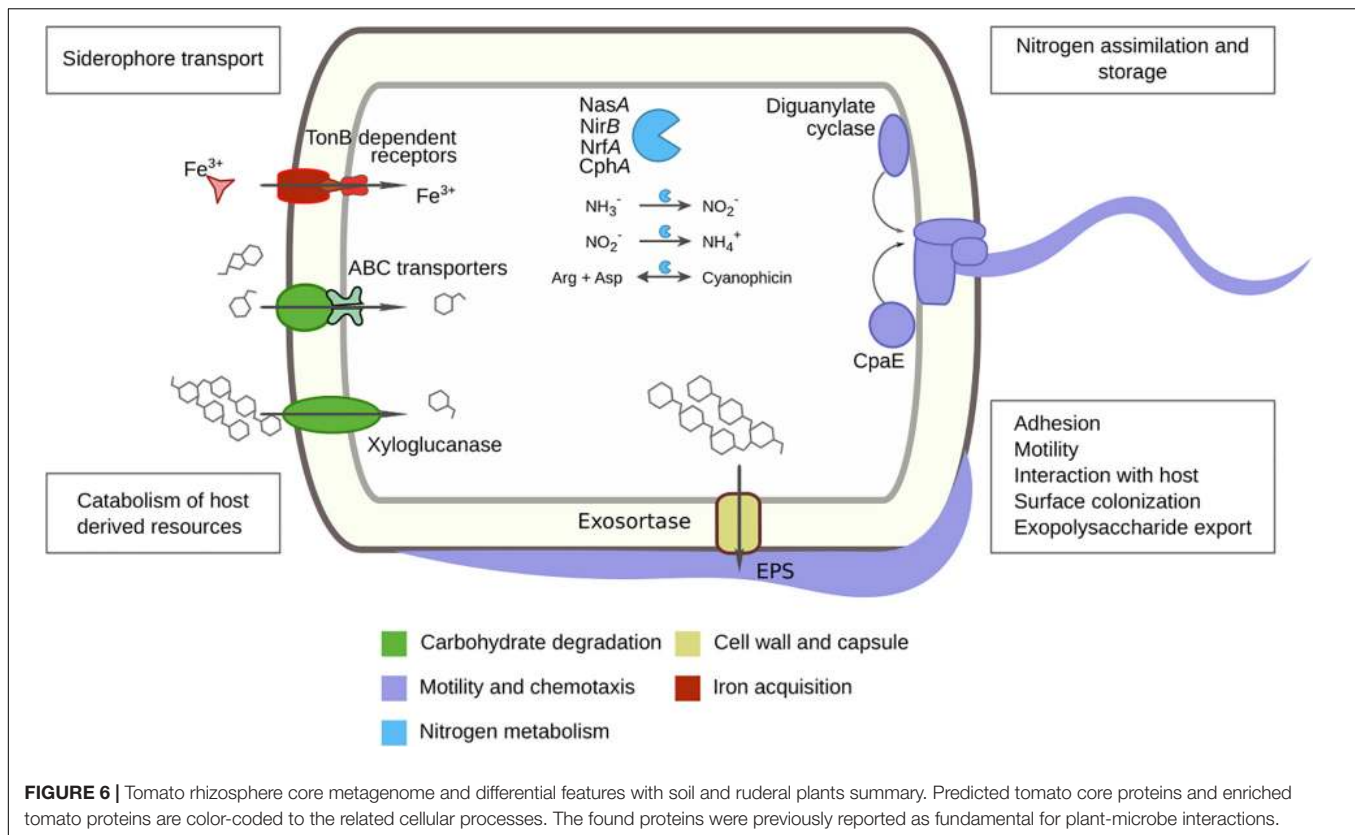 Siderophore transport
Nitrogen assimilation and
storage
NasA
NirB
NrfA
CphA
Diguanylate
cyclase
TonB dependent
receptors
Fe³⁺
Fe³⁺
NH₃⁻
NO₂⁻
NO₂⁻
NH₄⁺
ABC transporters
Arg + Asp
Cyanophicin
CpaE
Xyloglucanase
Adhesion
Motility
Interaction with host
Surface colonization
Exopolysaccharide export
Catabolism of host
derived resources
Exosortase
EPS
Carbohydrate degradation
Cell wall and capsule
Motility and chemotaxis
Iron acquisition
Nitrogen metabolism
FIGURE 6 | Tomato rhizosphere core metagenome and differential features with soil and ruderal plants summary. Predicted tomato core proteins and enriched
tomato proteins are color-coded to the related cellular processes. The found proteins were previously reported as fundamental for plant-microbe interactions.